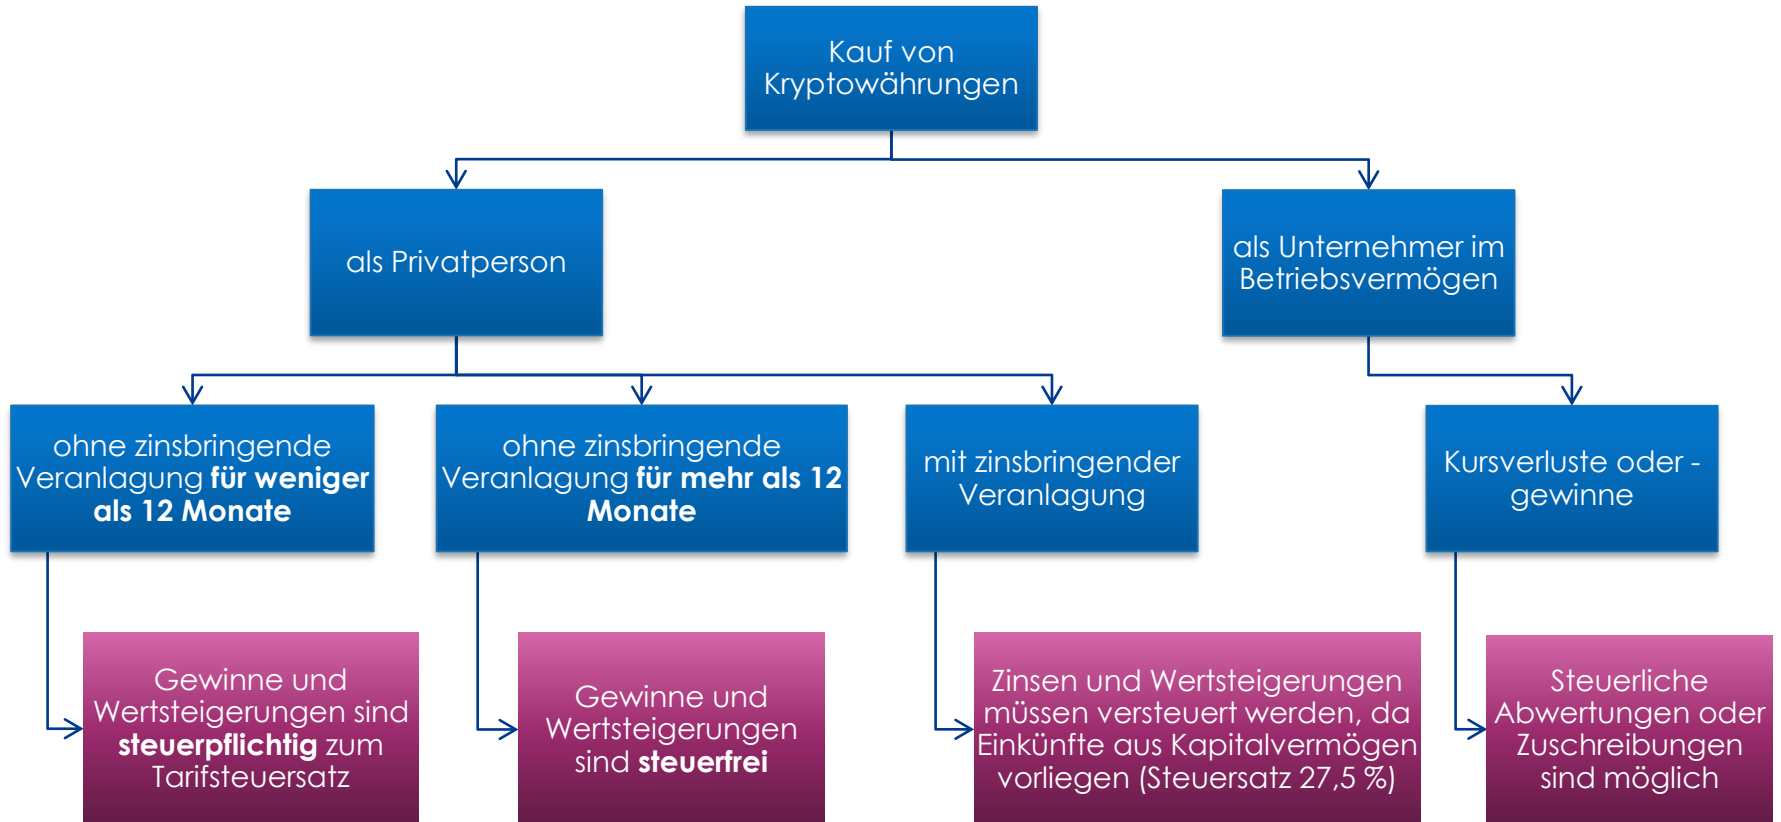 Kauf von
Kryptowährungen
als Privatperson
als Unternehmer im
Betriebsvermögen
ohne zinsbringende
Veranlagung für weniger
als 12 Monate
ohne zinsbringende
Veranlagung für mehr als 12
Monate
mit zinsbringender
Veranlagung
Kursverluste oder -
gewinne
Gewinne und
Wertsteigerungen sind
steuerpflichtig zum
Tarifsteuersatz
Gewinne und
Wertsteigerungen
sind steuerfrei
Zinsen und Wertsteigerungen
müssen versteuert werden, da
Einkünfte aus Kapitalvermögen
vorliegen (Steuersatz 27,5 %)
Steuerliche
Abwertungen oder
Zuschreibungen
sind möglich